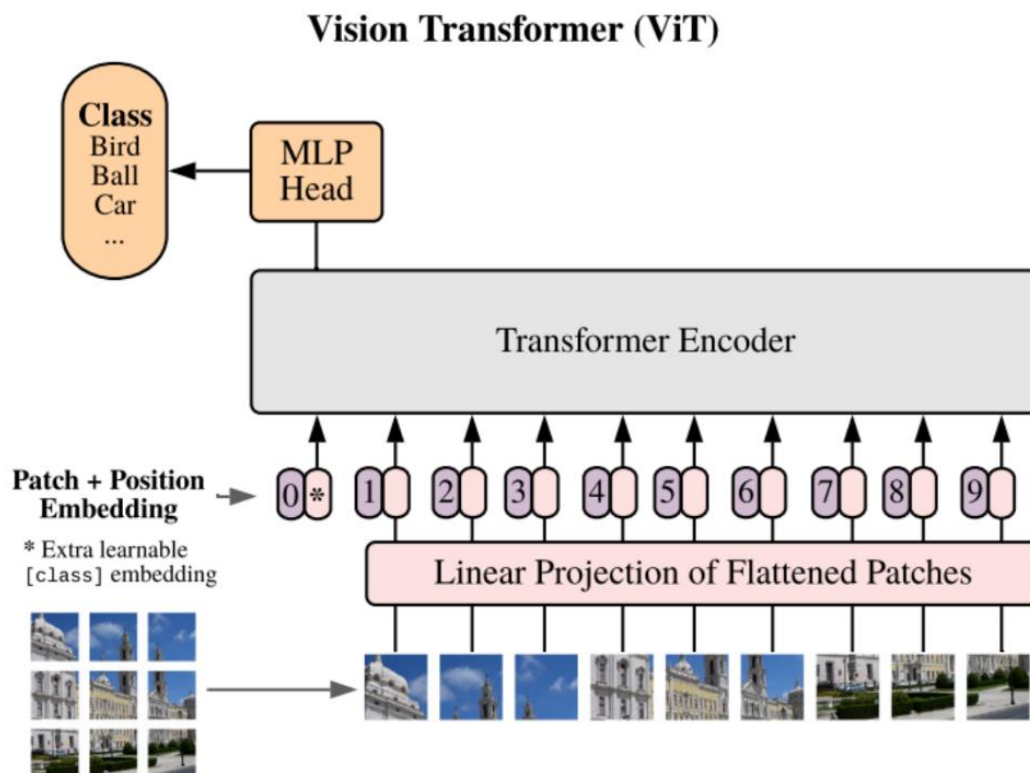 Vision Transformer (ViT)
Class
Bird
Ball
Car
...
MLP
Head
Transformer Encoder
Patch + Position
Embedding
0 * 1 2 3 4 5 6 7 8 9
* Extra learnable
[class] embedding
Linear Projection of Flattened Patches